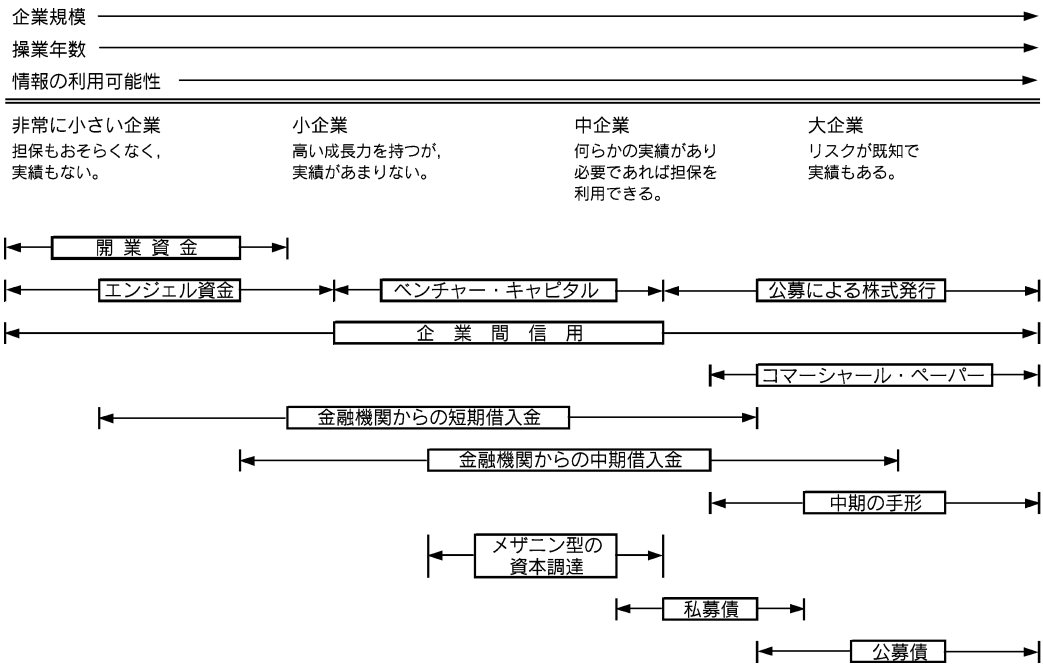 企業規模
操業年数
情報の利用可能性
非常に小さい企業
担保もおそらくなく,
実績もない。
小企業
高い成長力を持つが,
実績があまりない。
中企業
何らかの実績があり
必要であれば担保を
利用できる。
大企業
リスクが既知で
実績もある。
開業資金
エンジェル資金
ベンチャー・キャピタル
公募による株式発行
企業間信用
コマーシャール・ペーパー
金融機関からの短期借入金
金融機関からの中期借入金
中期の手形
メザニン型の
資本調達
私募債
公募債